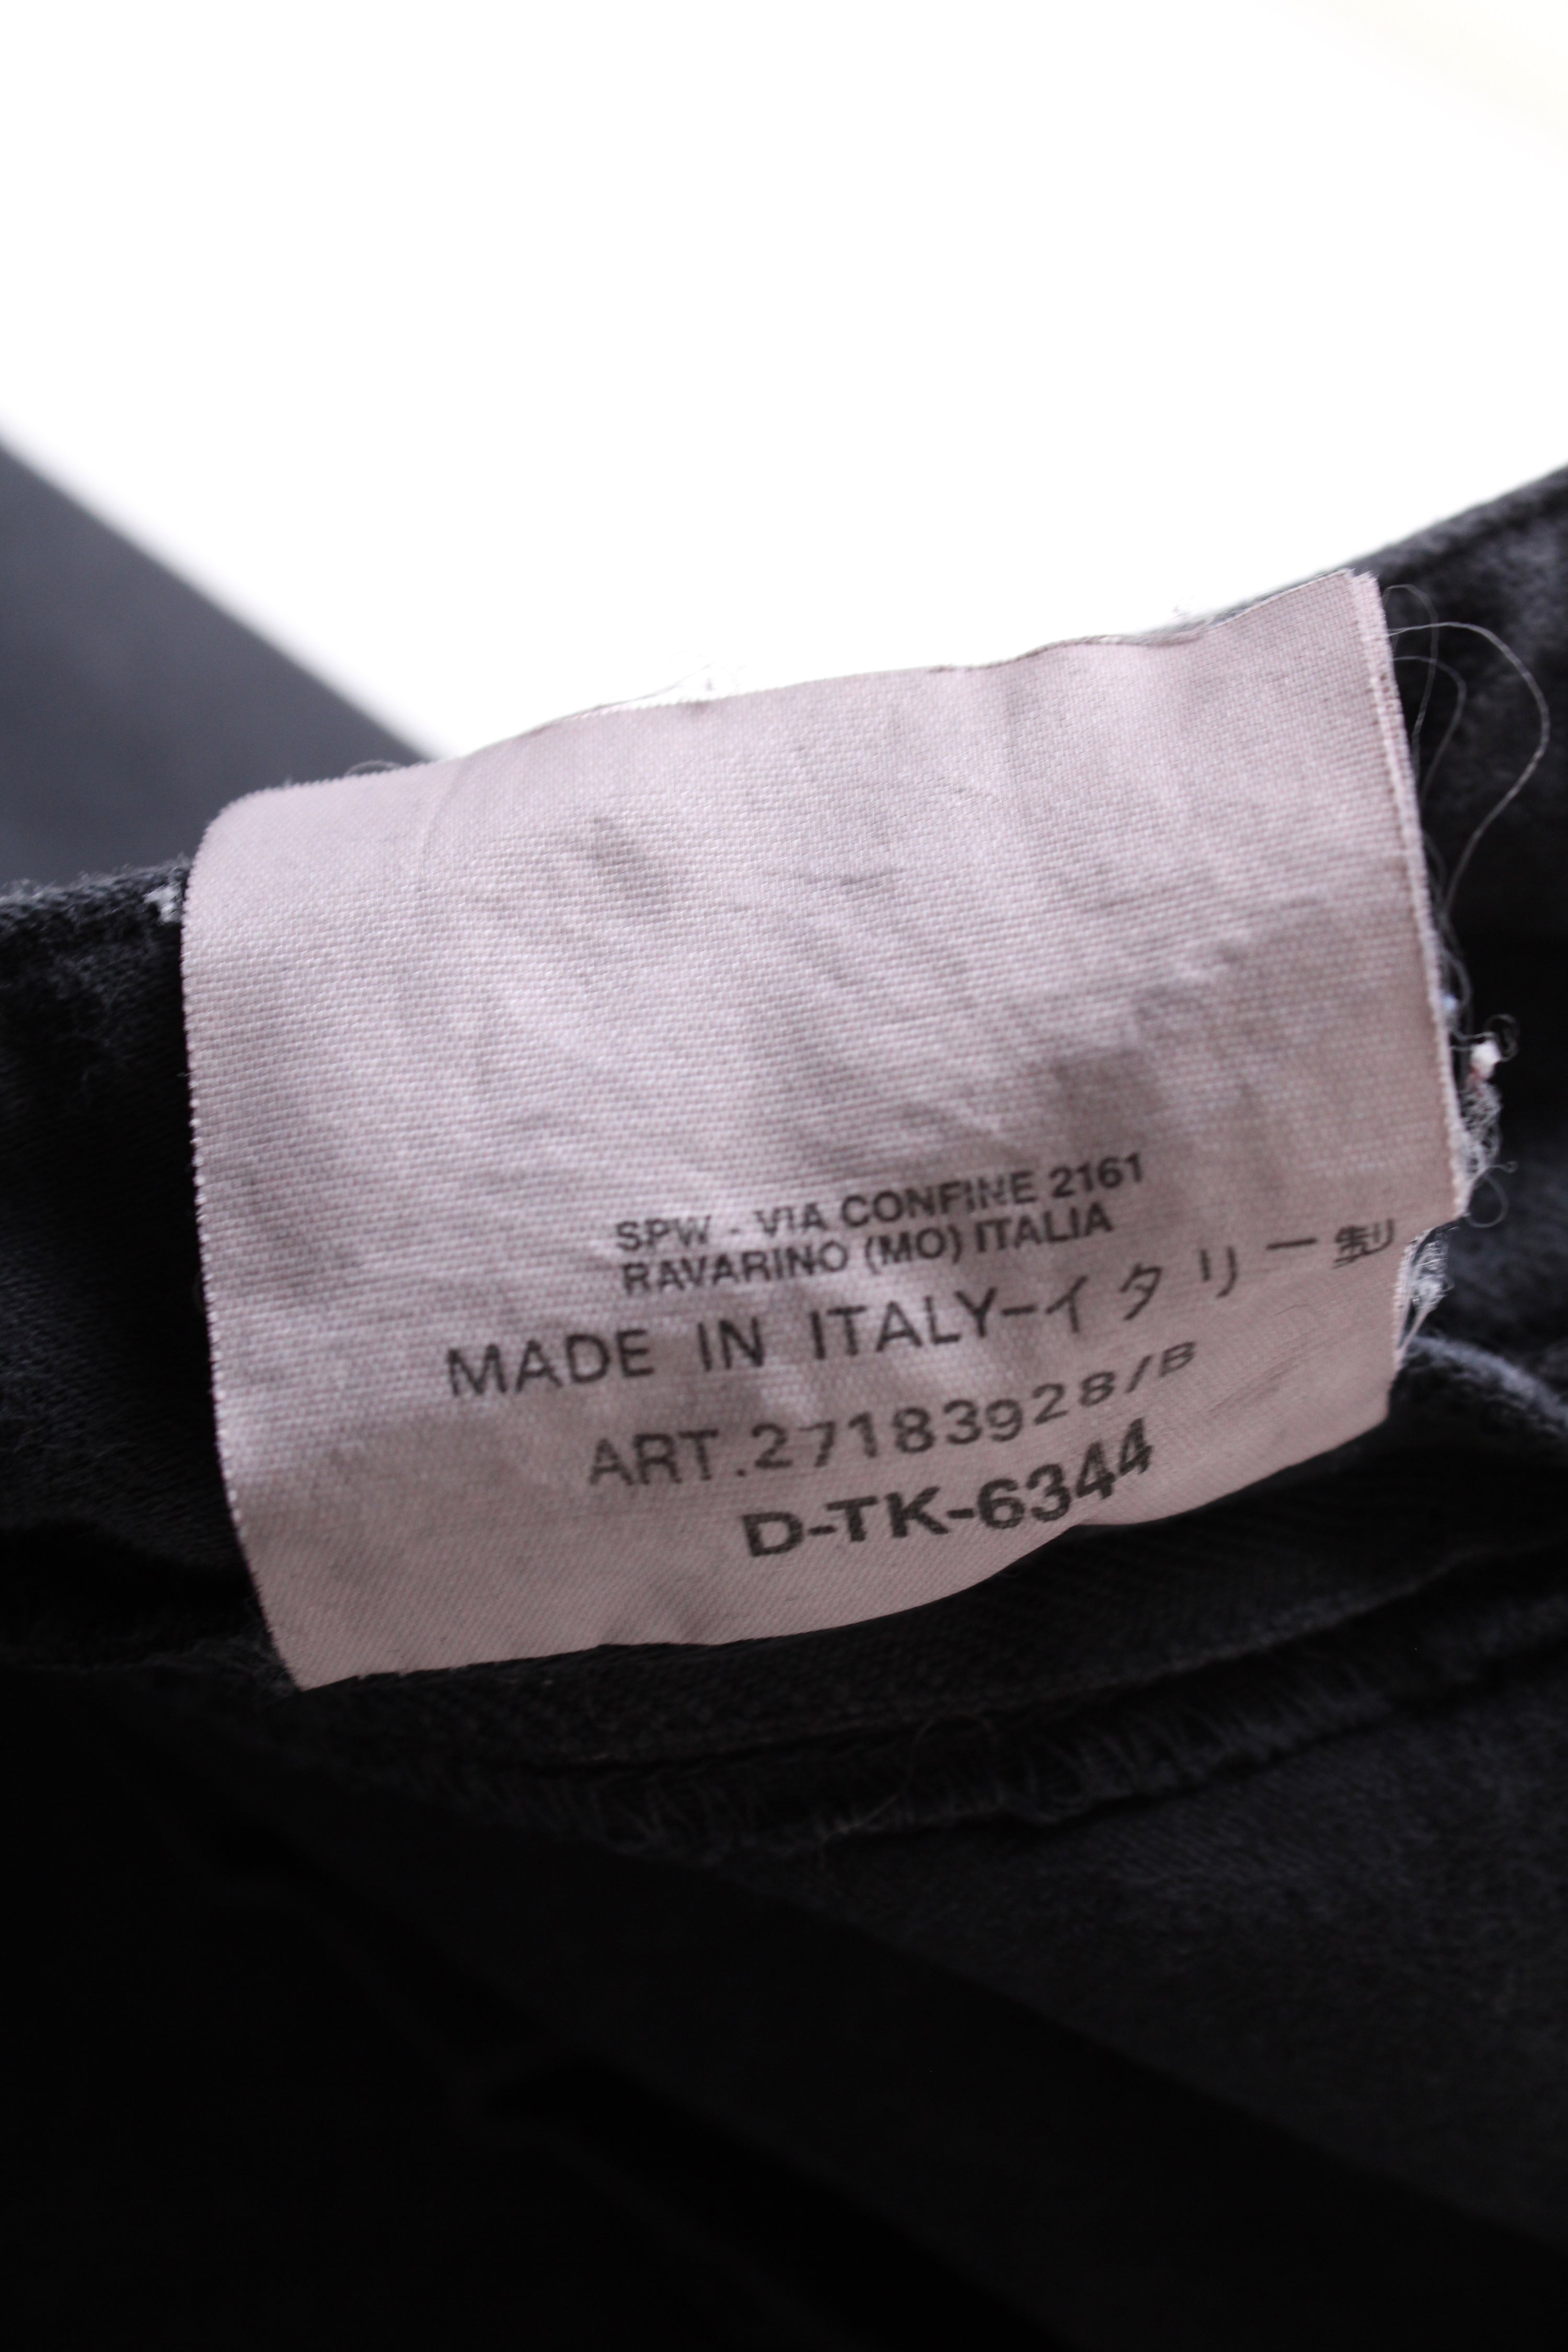 SPW - VIA CONFINE 2161
RAVARINO (MO) ITALIA
MADE IN ITALY-イタリー製
ART.27183928/B
D-TK-6344